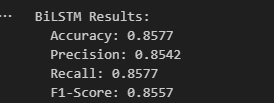 ... BiLSTM Results:
Accuracy: 0.8577
Precision: 0.8542
Recall: 0.8577
F1-Score: 0.8557